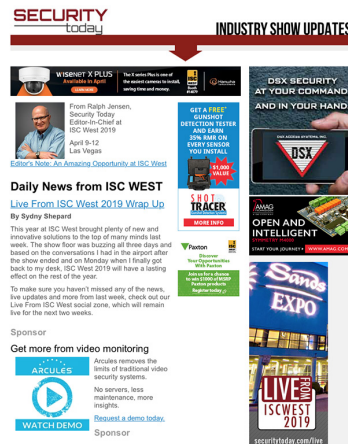 SECURITY
today
INDUSTRY SHOW UPDATES
WISENET X PLUS
Available in April
LEARN MORE
The X series Plus is one of
the easiest cameras to install,
saving time and money.
Hanwha
From Ralph Jensen,
Security Today
Editor-In-Chief at
ISC West 2019
April 9-12
Las Vegas
Editor's Note: An Amazing Opportunity at ISC West
Daily News from ISC WEST
Live From ISC West 2019 Wrap Up
By Sydny Shepard
This year at ISC West brought plenty of new and
innovative solutions to the top of many minds last
week. The show floor was buzzing all three days and
based on the conversations I had in the airport after
the show ended and on Monday when I finally got
back to my desk, ISC West 2019 will have a lasting
effect on the rest of the year.
To make sure you haven't missed any of the news,
live updates and more from last week, check out our
Live From ISC West social zone, which will remain
live for the next two weeks.
Sponsor
Get more from video monitoring
ARCULES
WATCH DEMO
Arcules removes the
limits of traditional video
security systems.
No servers, less
maintenance, more
insights.
Request a demo today.
Sponsor
GET A FREE*
GUNSHOT
DETECTION TESTER
AND EARN
35% RMR ON
EVERY SENSOR
YOU INSTALL
$1,000
VALUE
SHOT
TRACER
MORE INFO
Paxton
Discover
Your Opportunities
With Paxton
Join us for a chance
to win $1000 of MSRP
Paxton products
Register today
DSX SECURITY
AT YOUR COMMAND
AND IN YOUR HAND
DSX ACCESS SYSTEMS, INC.
DSX
AMAG
OPEN AND
INTELLIGENT
SYMMETRY M4000
START YOUR JOURNEY
WWW.AMAG.COM
Sands
EXPO
LIVE FROM
ISCWEST
2019
securitytoday.com/live